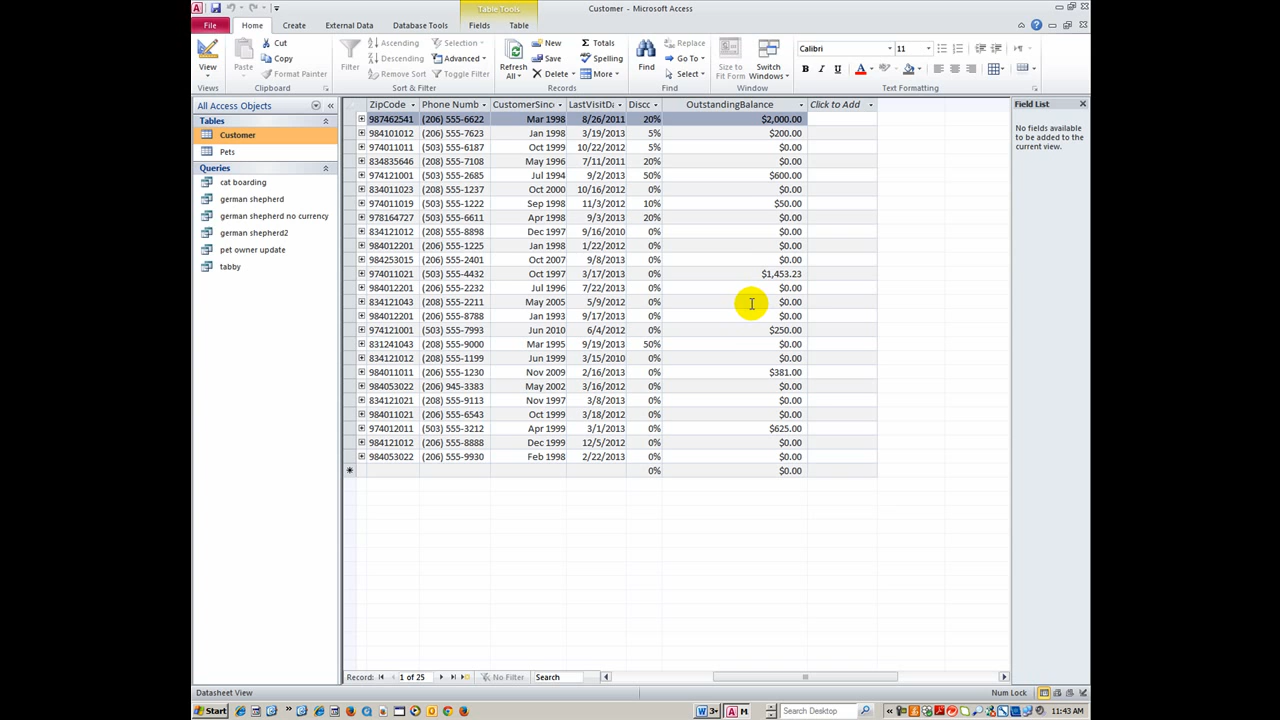 Table Tools
Customer - Microsoft Access
File Home Create External Data Database Tools Fields Table
View Paste Cut Copy Format Painter
Filter Ascending Descending Remove Sort Selection Advanced Toggle Filter
Refresh All New Save Delete Σ Totals Spelling More
Find Replace Go To Select
Size to Fit Form Switch Windows
Calibri 11
B I U A
Views Clipboard Sort & Filter Records Find Window Text Formatting
All Access Objects
Tables
Customer
Pets
Queries
cat boarding
german shepherd
german shepherd no currency
german shepherd2
pet owner update
tabby
ZipCode Phone Numb CustomerSinc LastVisitDa Disco OutstandingBalance Click to Add
987462541 (206) 555-6622 Mar 1998 8/26/2011 20% $2,000.00
984101012 (206) 555-7623 Jan 1998 3/19/2013 5% $200.00
974011011 (503) 555-6187 Oct 1999 10/22/2012 5% $0.00
834835646 (208) 555-7108 May 1996 7/11/2011 20% $0.00
974121001 (503) 555-2685 Jul 1994 9/2/2013 50% $600.00
834011023 (208) 555-1237 Oct 2000 10/16/2012 0% $0.00
974011019 (503) 555-1222 Sep 1998 11/3/2012 10% $50.00
978164727 (503) 555-6611 Apr 1998 9/3/2013 20% $0.00
834121012 (208) 555-8898 Dec 1997 9/16/2010 0% $0.00
984012201 (206) 555-1225 Jan 1998 1/22/2012 0% $0.00
984253015 (206) 555-2401 Oct 2007 9/8/2013 0% $0.00
974011021 (503) 555-4432 Oct 1997 3/17/2013 0% $1,453.23
984012201 (206) 555-2232 Jul 1996 7/22/2013 0% $0.00
834121043 (208) 555-2211 May 2005 5/9/2012 0% $0.00
984012201 (206) 555-8788 Jan 1993 9/17/2013 0% $0.00
974121001 (503) 555-7993 Jun 2010 6/4/2012 0% $250.00
831241043 (208) 555-9000 Mar 1995 9/19/2013 50% $0.00
834121012 (208) 555-1199 Jun 1999 3/15/2010 0% $0.00
984011011 (206) 555-1230 Nov 2009 2/16/2013 0% $381.00
984053022 (206) 945-3383 May 2002 3/16/2012 0% $0.00
834121021 (208) 555-9113 Nov 1997 3/8/2013 0% $0.00
984011021 (206) 555-6543 Oct 1999 3/18/2012 0% $0.00
974012011 (503) 555-3212 Apr 1999 3/1/2013 0% $625.00
984121012 (206) 555-8888 Dec 1999 12/5/2012 0% $0.00
984053022 (206) 555-9930 Feb 1998 2/22/2013 0% $0.00
0% $0.00
Field List
No fields available
to be added to the
current view.
Record: 1 of 25 No Filter Search
Datasheet View Num Lock
Start 3 M Search Desktop 11:43 AM